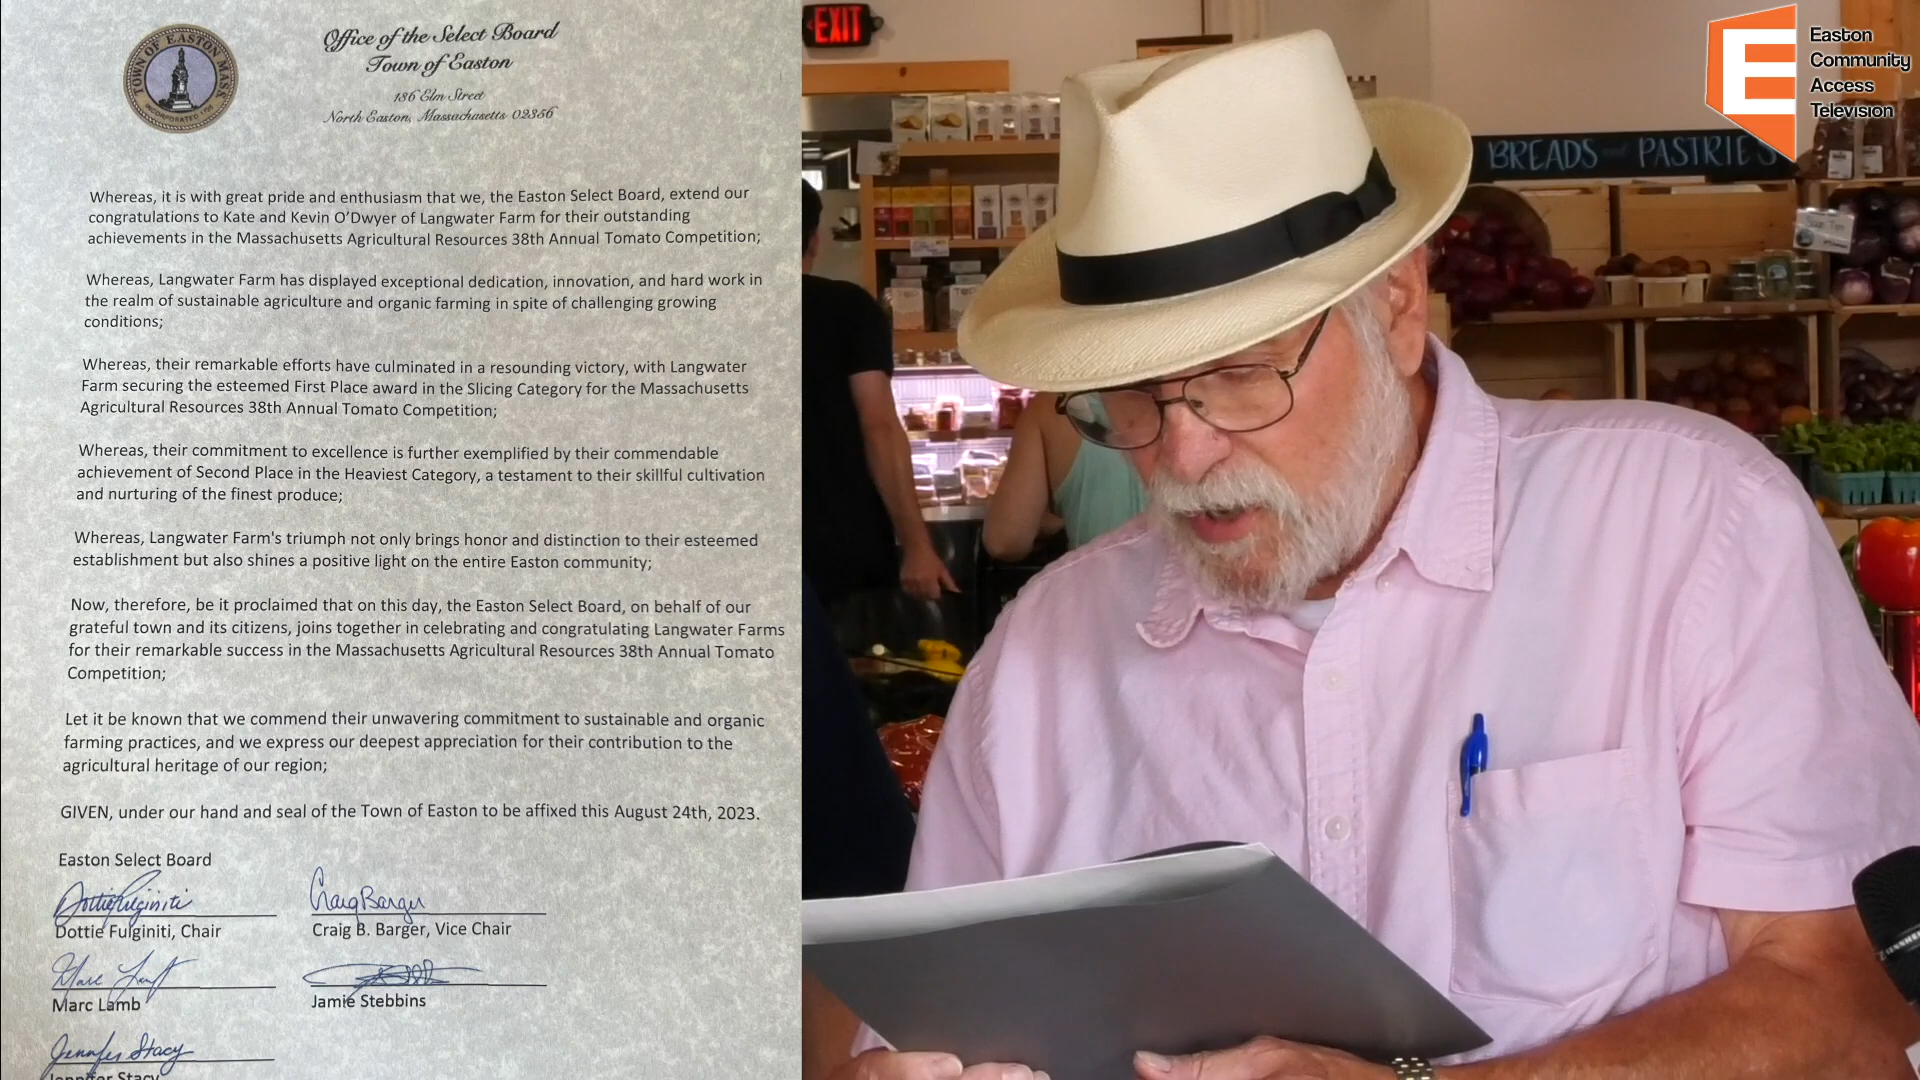 TOWN OF EASTON MASS.
INCORPORATED 1725
Office of the Select Board
Town of Easton
136 Elm Street
North Easton, Massachusetts 02356
Whereas, it is with great pride and enthusiasm that we, the Easton Select Board, extend our
congratulations to Kate and Kevin O'Dwyer of Langwater Farm for their outstanding
achievements in the Massachusetts Agricultural Resources 38th Annual Tomato Competition;
Whereas, Langwater Farm has displayed exceptional dedication, innovation, and hard work in
the realm of sustainable agriculture and organic farming in spite of challenging growing
conditions;
Whereas, their remarkable efforts have culminated in a resounding victory, with Langwater
Farm securing the esteemed First Place award in the Slicing Category for the Massachusetts
Agricultural Resources 38th Annual Tomato Competition;
Whereas, their commitment to excellence is further exemplified by their commendable
achievement of Second Place in the Heaviest Category, a testament to their skillful cultivation
and nurturing of the finest produce;
Whereas, Langwater Farm's triumph not only brings honor and distinction to their esteemed
establishment but also shines a positive light on the entire Easton community;
Now, therefore, be it proclaimed that on this day, the Easton Select Board, on behalf of our
grateful town and its citizens, joins together in celebrating and congratulating Langwater Farms
for their remarkable success in the Massachusetts Agricultural Resources 38th Annual Tomato
Competition;
Let it be known that we commend their unwavering commitment to sustainable and organic
farming practices, and we express our deepest appreciation for their contribution to the
agricultural heritage of our region;
GIVEN, under our hand and seal of the Town of Easton to be affixed this August 24th, 2023.
Easton Select Board
Dottie Fulginiti Craig Barger
Dottie Fulginiti, Chair Craig B. Barger, Vice Chair
Marc Lamb
Marc Lamb Jamie Stebbins
Jennifer Stacy
Jennifer Stacy
EXIT
BREADS and PASTRIES
E
Easton
Community
Access
Television